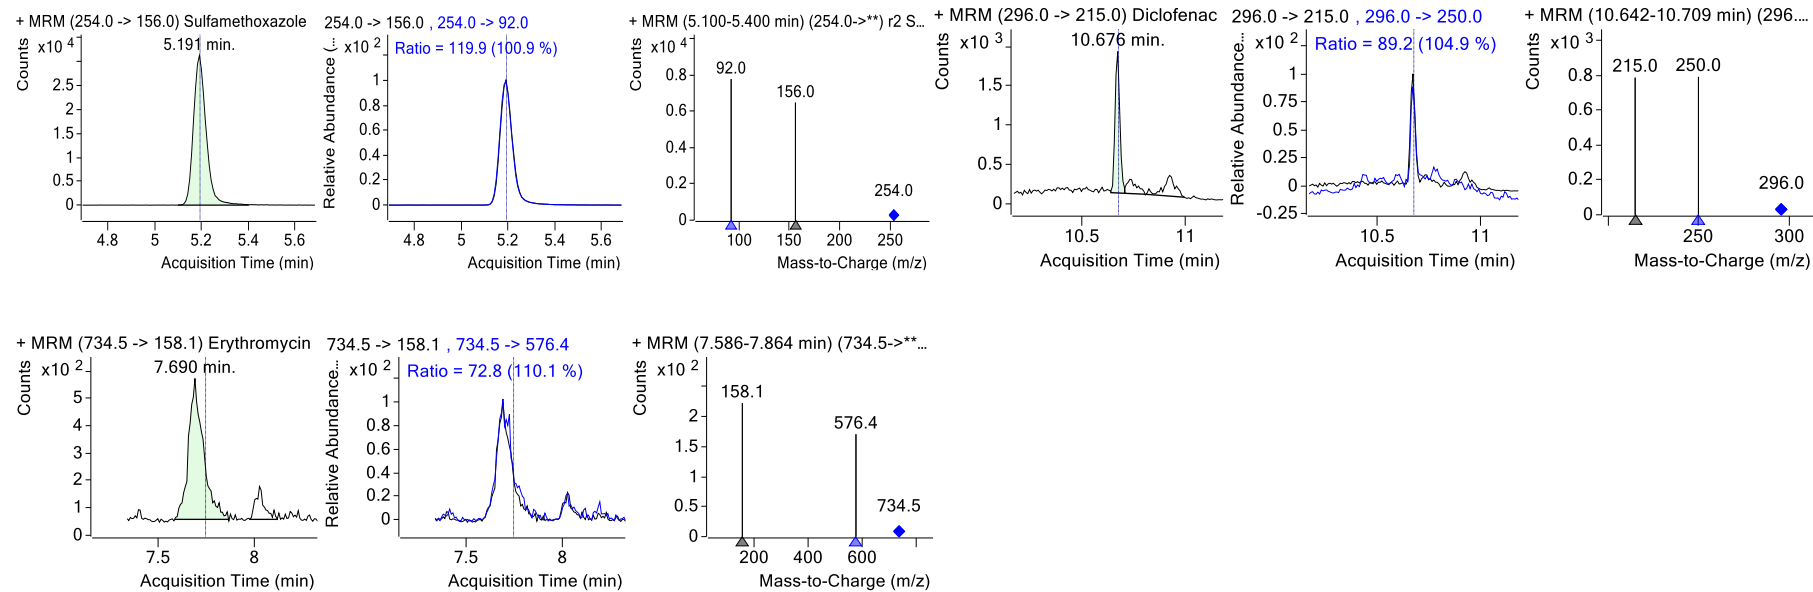 + MRM (254.0 -> 156.0) Sulfamethoxazole
Counts
x10 4
5.191 min.
2.5
2
1.5
1
0.5
0
4.8 5 5.2 5.4 5.6
Acquisition Time (min)
254.0 -> 156.0 , 254.0 -> 92.0
Relative Abundance (...
x10 2
Ratio = 119.9 (100.9 %)
1
0.8
0.6
0.4
0.2
0
4.8 5 5.2 5.4 5.6
Acquisition Time (min)
+ MRM (5.100-5.400 min) (254.0->**) r2 S...
Counts
x10 4
92.0
156.0
254.0
0.8
0.6
0.4
0.2
0
100 150 200 250
Mass-to-Charge (m/z)
+ MRM (296.0 -> 215.0) Diclofenac
Counts
x10 3
10.676 min.
1.5
1
0.5
0
10.5 11
Acquisition Time (min)
296.0 -> 215.0 , 296.0 -> 250.0
Relative Abundance...
x10 2
Ratio = 89.2 (104.9 %)
1
0.75
0.5
0.25
0
-0.25
10.5 11
Acquisition Time (min)
+ MRM (10.642-10.709 min) (296....
Counts
x10 3
215.0 250.0
296.0
0.8
0.6
0.4
0.2
0
250 300
Mass-to-Charge (m/z)
+ MRM (734.5 -> 158.1) Erythromycin
Counts
x10 2
7.690 min.
5
4
3
2
1
0
7.5 8
Acquisition Time (min)
734.5 -> 158.1 , 734.5 -> 576.4
Relative Abundance...
x10 2
Ratio = 72.8 (110.1 %)
1
0.8
0.6
0.4
0.2
0
7.5 8
Acquisition Time (min)
+ MRM (7.586-7.864 min) (734.5->**...
Counts
x10 2
158.1
576.4
734.5
2
1.5
1
0.5
0
200 400 600
Mass-to-Charge (m/z)